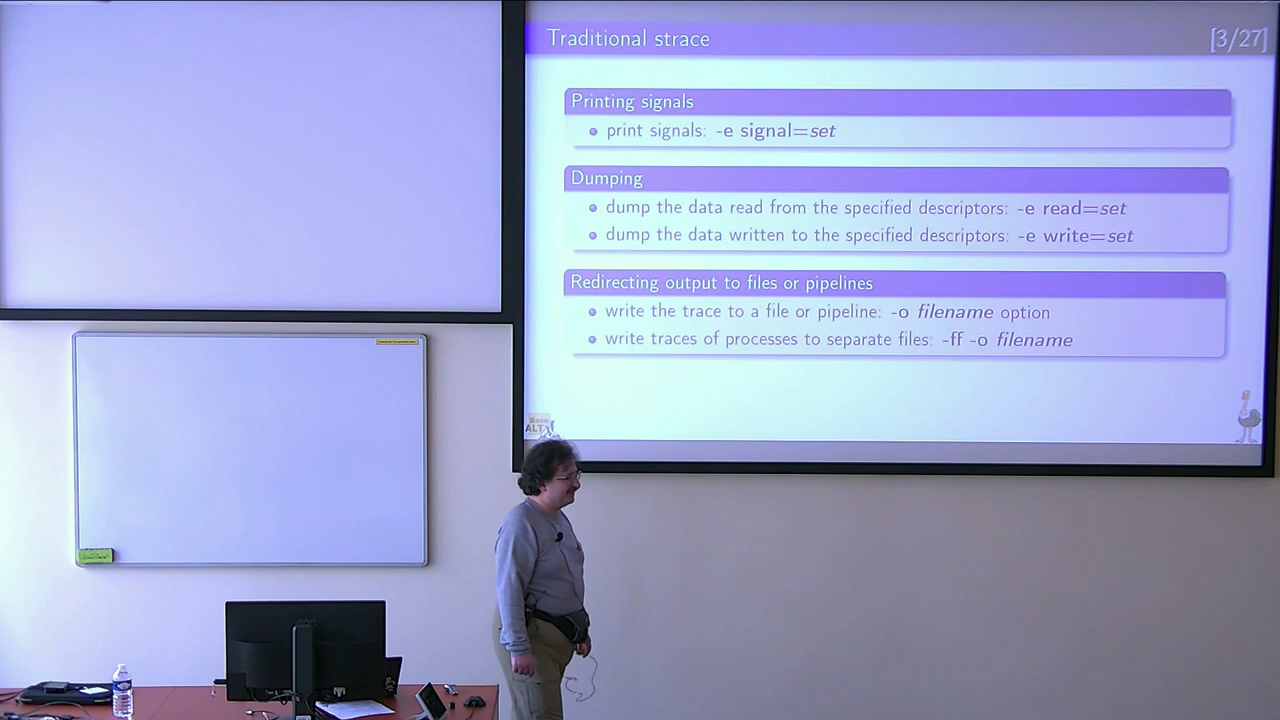 Traditional strace
[3/27]
Printing signals
print signals: -e signal=set
Dumping
dump the data read from the specified descriptors: -e read=set
dump the data written to the specified descriptors: -e write=set
Redirecting output to files or pipelines
write the trace to a file or pipeline: -o filename option
write traces of processes to separate files: -ff -o filename
ALT